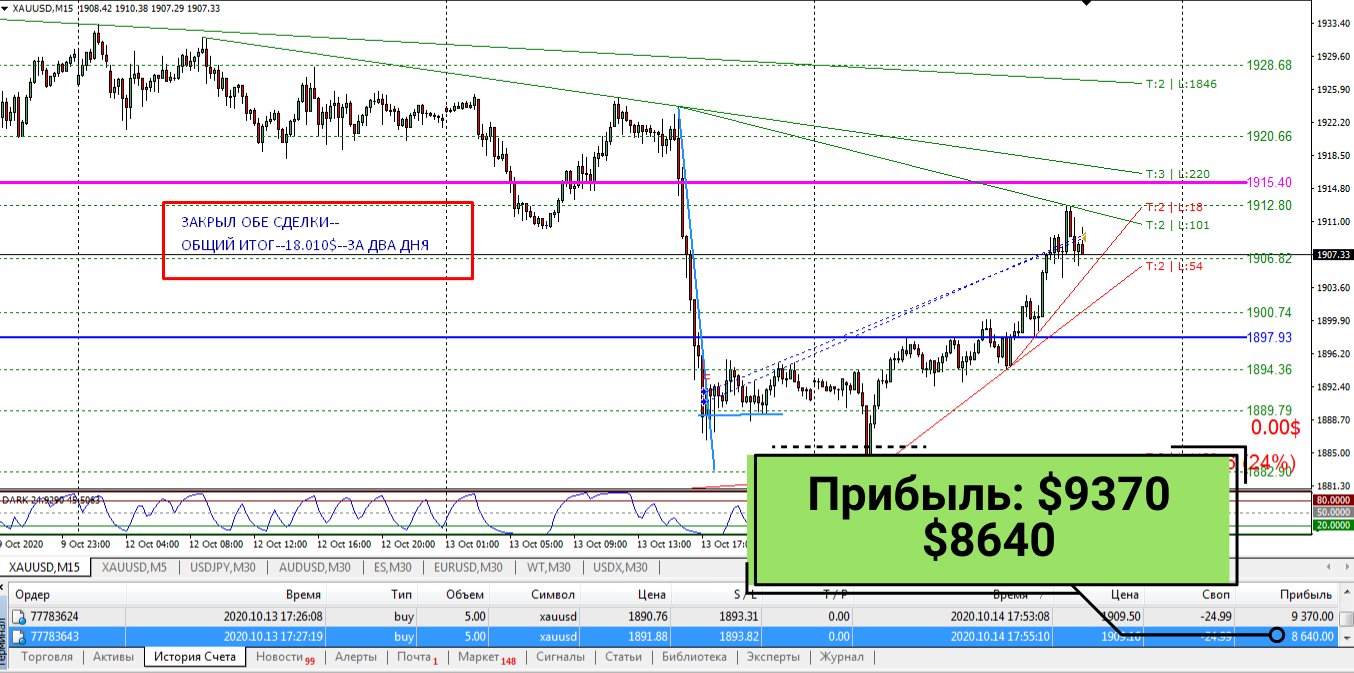 XAUUSD,M15 1908.42 1910.38 1907.29 1907.33
1933.40
1929.60
1928.68
T:2 | L:1846
1925.90
1922.20
1920.66
1918.50
T:3 | L:220
1915.40
1914.80
1912.80
T:2 | L:18
1911.00
T:2 | L:101
ЗАКРЫЛ ОБЕ СДЕЛКИ--
ОБЩИЙ ИТОГ--18.010$--ЗА ДВА ДНЯ
1907.33
1906.82
T:2 | L:54
1903.60
1900.74
1899.90
1897.93
1896.20
1894.36
1892.40
1889.79
1888.70
0.00$
1885.00
(24%)
1882.90
1881.30
Прибыль: $9370
$8640
80.0000
50.0000
20.0000
9 Oct 2020 9 Oct 23:00 12 Oct 04:00 12 Oct 08:00 12 Oct 12:00 12 Oct 16:00 12 Oct 20:00 13 Oct 01:00 13 Oct 05:00 13 Oct 09:00 13 Oct 13:00 13 Oct 17:0
XAUUSD,M15 XAUUSD,M5 USDJPY,M30 AUDUSD,M30 ES,M30 EURUSD,M30 WT,M30 USDX,M30
Ордер Время Тип Объем Символ Цена S / L T / P Время Цена Своп Прибыль
77783624 2020.10.13 17:26:08 buy 5.00 xauusd 1890.76 1893.31 0.00 2020.10.14 17:53:08 1909.50 -24.99 9 370.00
77783643 2020.10.13 17:27:19 buy 5.00 xauusd 1891.88 1893.82 0.00 2020.10.14 17:55:10 1909.16 -24.99 8 640.00
Торговля Активы История Счета Новости 99 Алерты Почта 1 Маркет 148 Сигналы Статьи Библиотека Эксперты Журнал